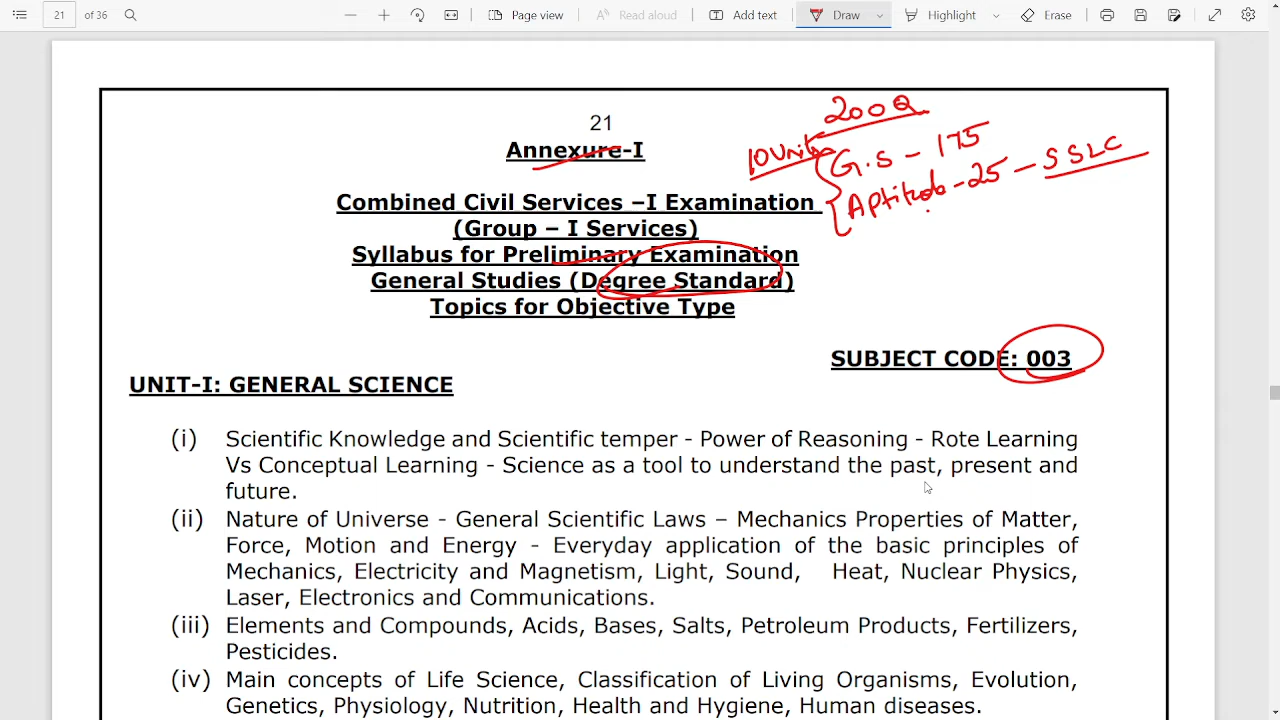 21 of 36 Page view Read aloud Add text Draw Highlight Erase
200Q
21
Annexure-I
10 Units
G.S - 175
Aptitude - 25 - SSLC
Combined Civil Services –I Examination
(Group – I Services)
Syllabus for Preliminary Examination
General Studies (Degree Standard)
Topics for Objective Type
SUBJECT CODE: 003
UNIT-I: GENERAL SCIENCE
(i) Scientific Knowledge and Scientific temper - Power of Reasoning - Rote Learning
Vs Conceptual Learning - Science as a tool to understand the past, present and
future.
(ii) Nature of Universe - General Scientific Laws – Mechanics Properties of Matter,
Force, Motion and Energy - Everyday application of the basic principles of
Mechanics, Electricity and Magnetism, Light, Sound, Heat, Nuclear Physics,
Laser, Electronics and Communications.
(iii) Elements and Compounds, Acids, Bases, Salts, Petroleum Products, Fertilizers,
Pesticides.
(iv) Main concepts of Life Science, Classification of Living Organisms, Evolution,
Genetics, Physiology, Nutrition, Health and Hygiene, Human diseases.